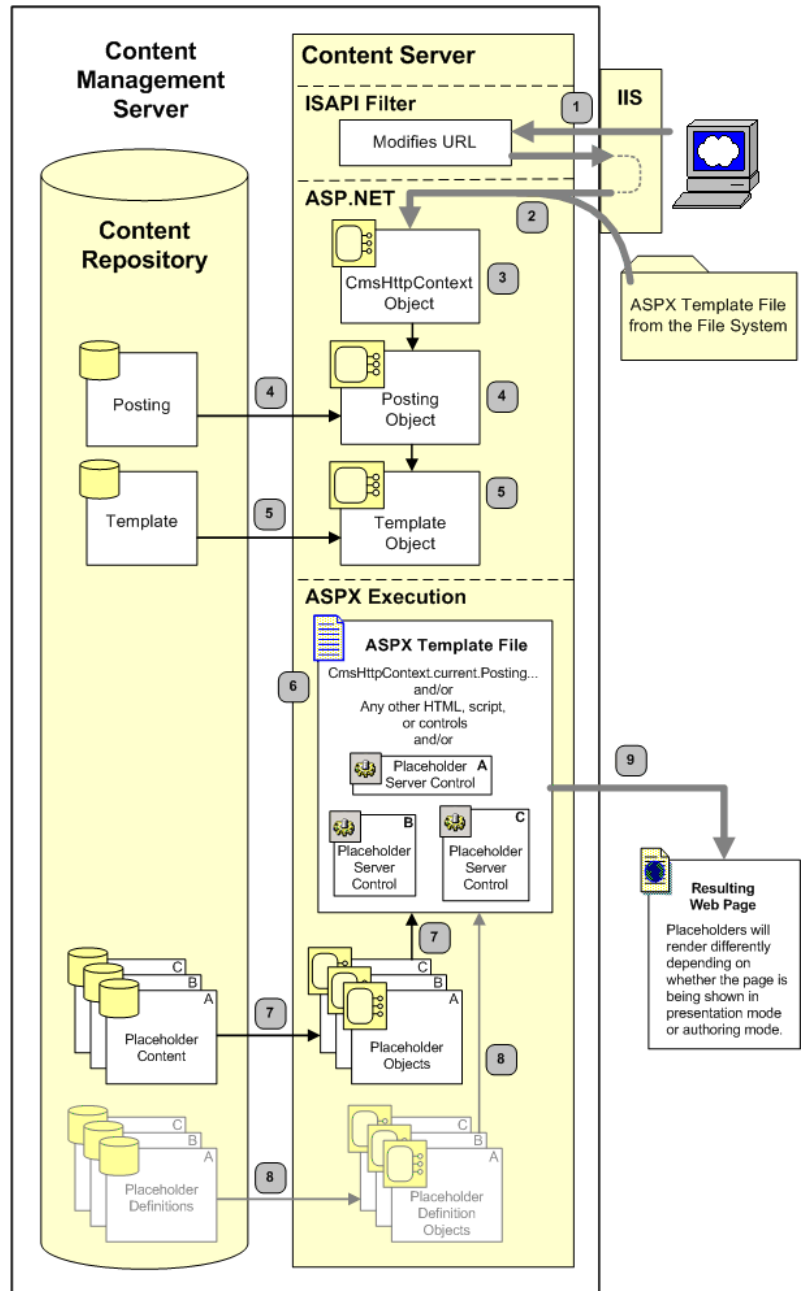 Content
Management
Server
Content Server
ISAPI Filter
1
IIS
Modifies URL
ASP.NET
2
Content
Repository
CmsHttpContext
Object
3
ASPX Template File
from the File System
Posting
4
Posting
Object
4
Template
5
Template
Object
5
ASPX Execution
ASPX Template File
6
CmsHttpContext.current.Posting...
and/or
Any other HTML, script,
or controls
and/or
Placeholder
Server Control
A
9
B
Placeholder
Server
Control
C
Placeholder
Server
Control
Resulting
Web Page
Placeholders will
render differently
depending on
whether the page is
being shown in
presentation mode
or authoring mode.
7
C
B
A
Placeholder
Content
7
C
B
A
Placeholder
Objects
8
C
B
A
Placeholder
Definitions
8
C
B
A
Placeholder
Definition
Objects